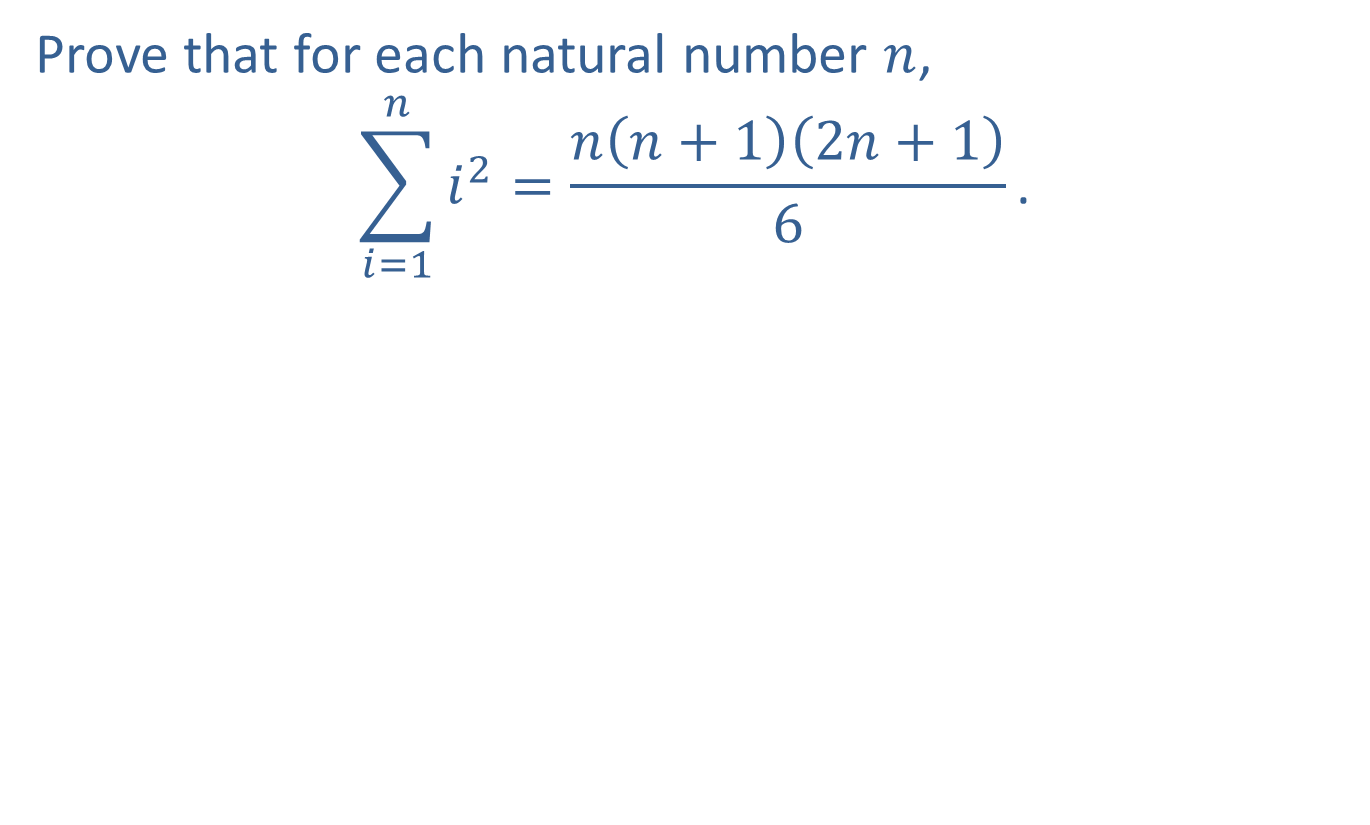 Prove that for each natural number n,
∑_{i=1}^{n} i² = n(n + 1)(2n + 1) / 6 .